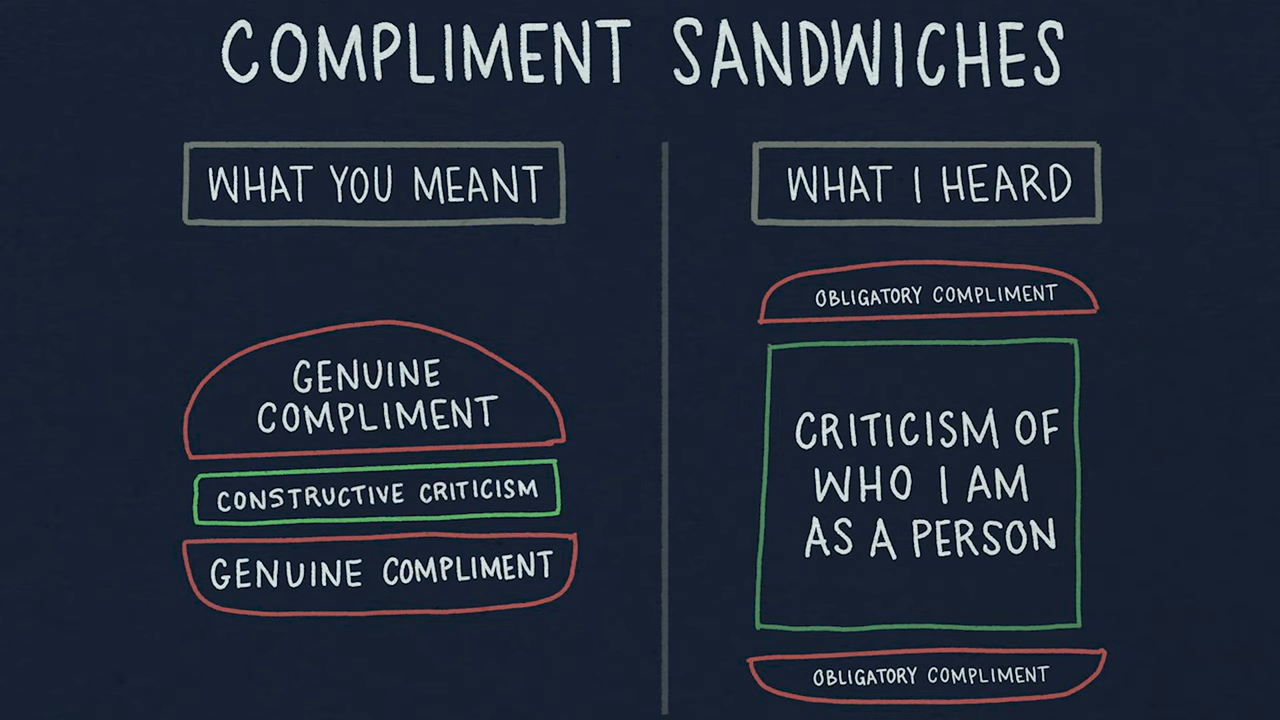 COMPLIMENT SANDWICHES
WHAT YOU MEANT
GENUINE
COMPLIMENT
CONSTRUCTIVE CRITICISM
GENUINE COMPLIMENT
WHAT I HEARD
OBLIGATORY COMPLIMENT
CRITICISM OF
WHO I AM
AS A PERSON
OBLIGATORY COMPLIMENT